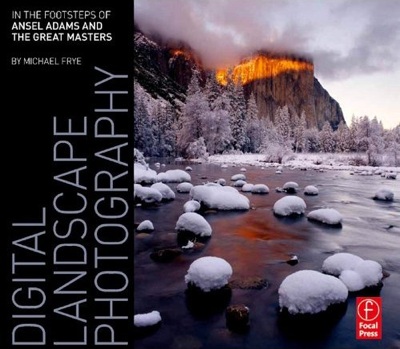 IN THE FOOTSTEPS OF
ANSEL ADAMS AND
THE GREAT MASTERS
BY MICHAEL FRYE
DIGITAL
LANDSCAPE
PHOTOGRAPHY
Focal
Press